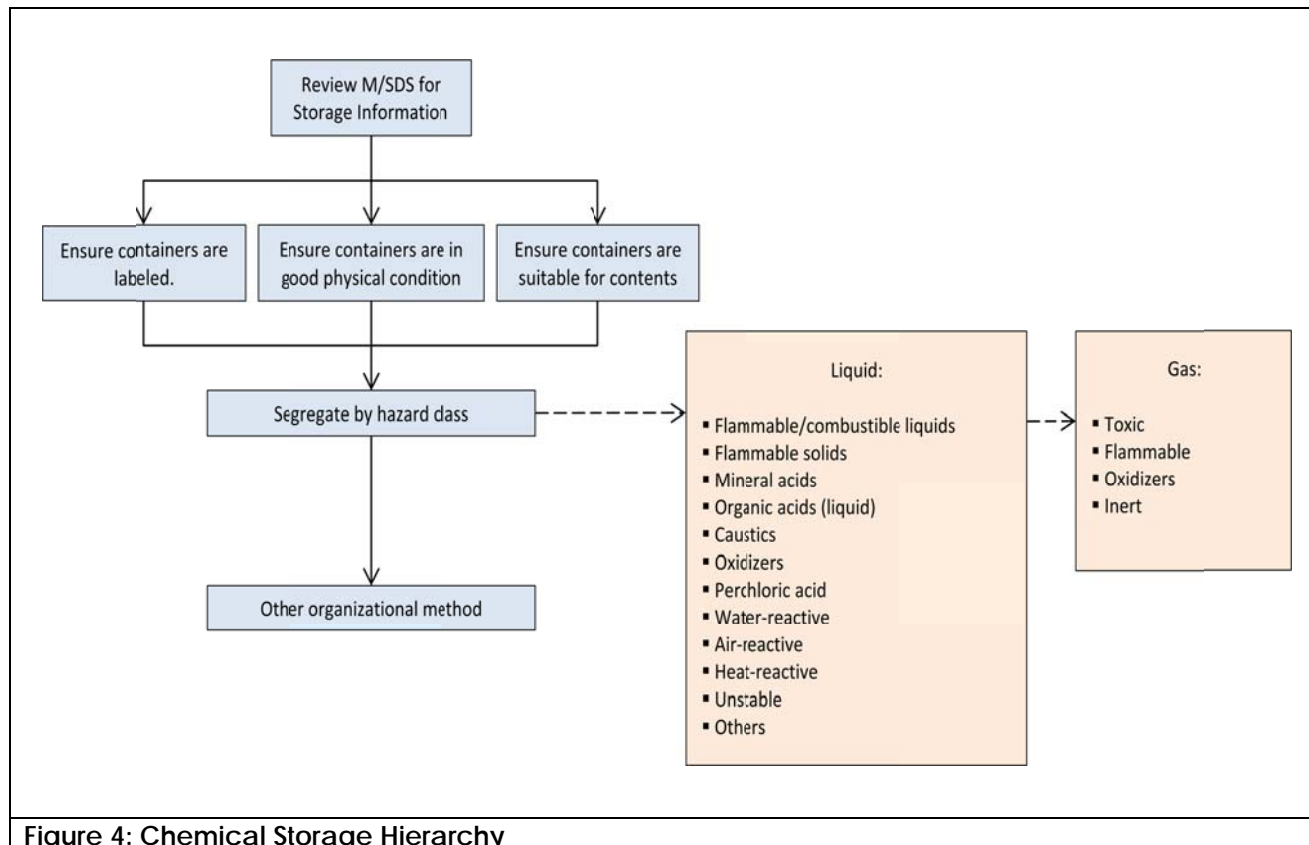 Review M/SDS for
Storage Information
Ensure containers are
labeled.
Ensure containers are in
good physical condition
Ensure containers are
suitable for contents
Segregate by hazard class
Other organizational method
Liquid:
▪ Flammable/combustible liquids
▪ Flammable solids
▪ Mineral acids
▪ Organic acids (liquid)
▪ Caustics
▪ Oxidizers
▪ Perchloric acid
▪ Water-reactive
▪ Air-reactive
▪ Heat-reactive
▪ Unstable
▪ Others
Gas:
▪ Toxic
▪ Flammable
▪ Oxidizers
▪ Inert
Figure 4: Chemical Storage Hierarchy